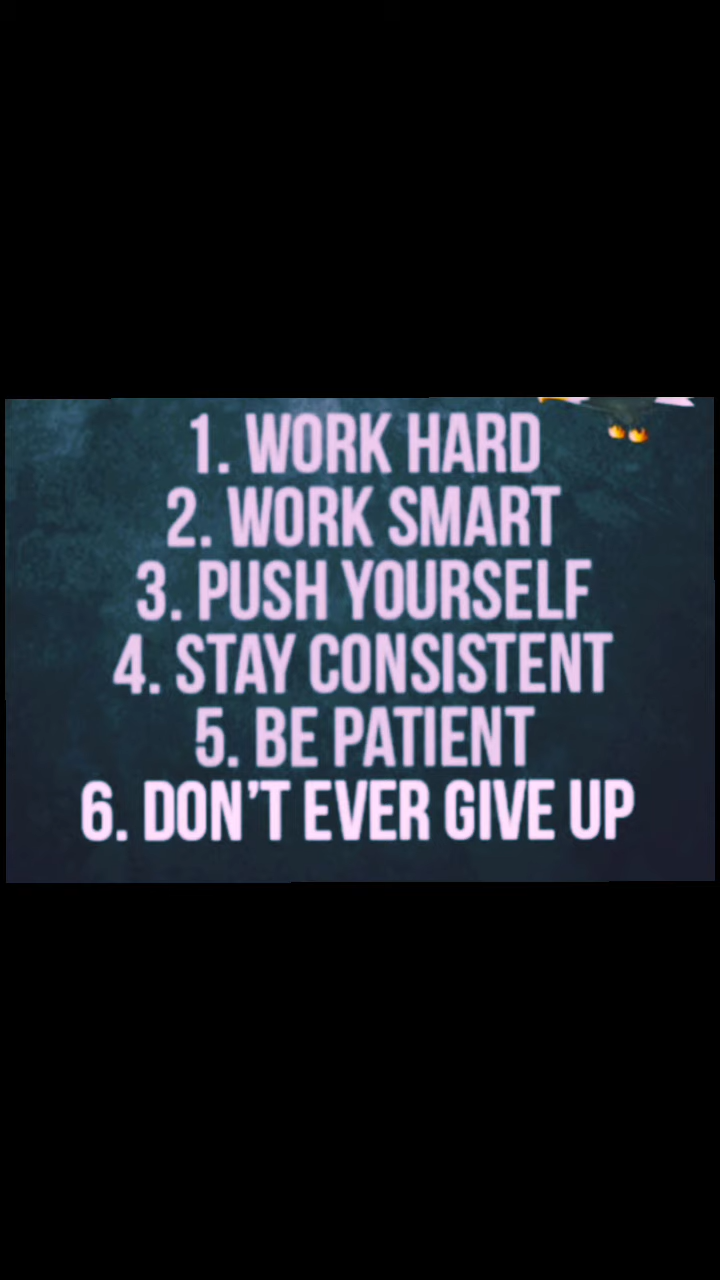 1. WORK HARD
2. WORK SMART
3. PUSH YOURSELF
4. STAY CONSISTENT
5. BE PATIENT
6. DON'T EVER GIVE UP